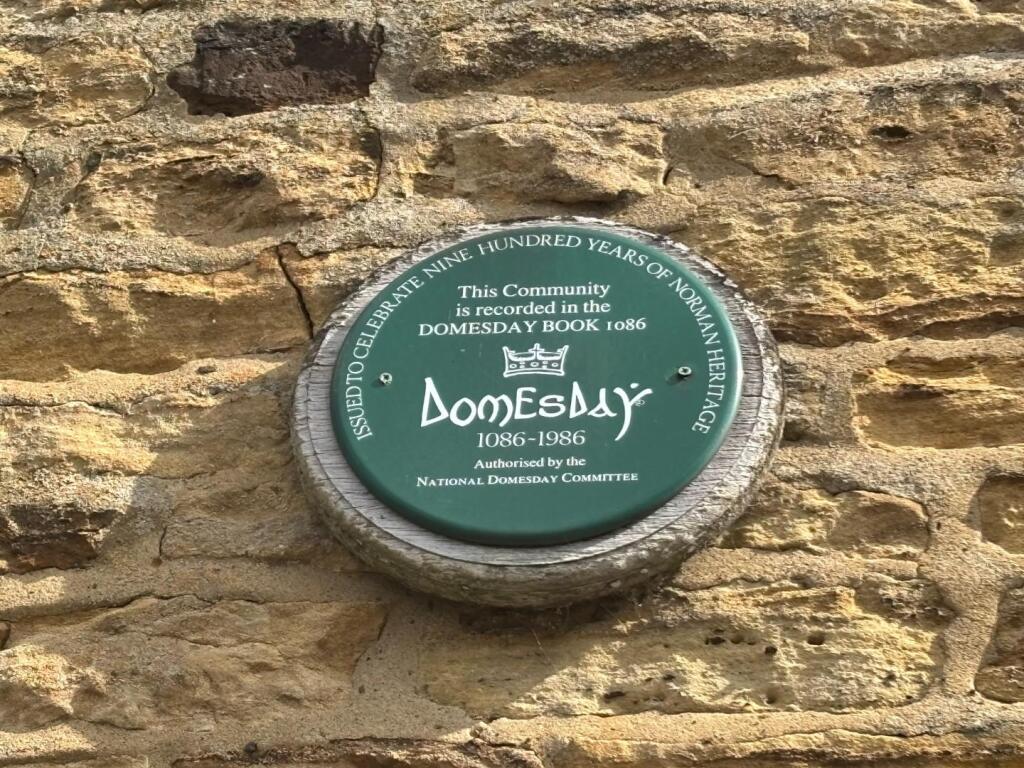 ISSUED TO CELEBRATE NINE HUNDRED YEARS OF NORMAN HERITAGE
This Community
is recorded in the
DOMESDAY BOOK 1086
DOMESDAY
1086-1986
Authorised by the
NATIONAL DOMESDAY COMMITTEE